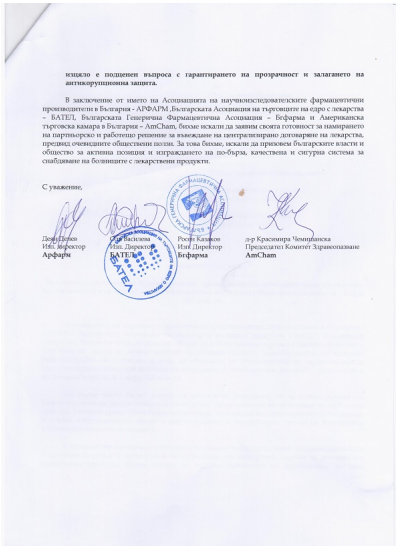 изцяло е подценен въпроса с гарантирането на прозрачност и залагането на
антикорупционна защита.
В заключение от името на Асоциацията на научноизследователските фармацевтични
производители в България - АРФАРМ ,Българската Асоциация на търговците на едро с лекарства
– БАТЕЛ, Българската Генерична Фармацевтична Асоциация – Бгфарма и Американска
търговска камара в България – AmCham, бихме искали да заявим своята готовност за намирането
на партньорско и работещо решение за въвеждане на централизирано договаряне на лекарства,
предвид очевидните обществени ползи. За това бихме, искали да призовем българските власти и
общество за активна позиция и изграждането на по-бърза, качествена и сигурна система за
снабдяване на болниците с лекарствени продукти.
С уважение,
Деян Денев Василева Росен Казаков д-р Красимира Чемишанска
Изп. директор Изп. Директор Изп. Директор Председател Комитет Здравеопазване
Арфарм БАТЕЛ Бгфарма AmCham
БАТЕЛ